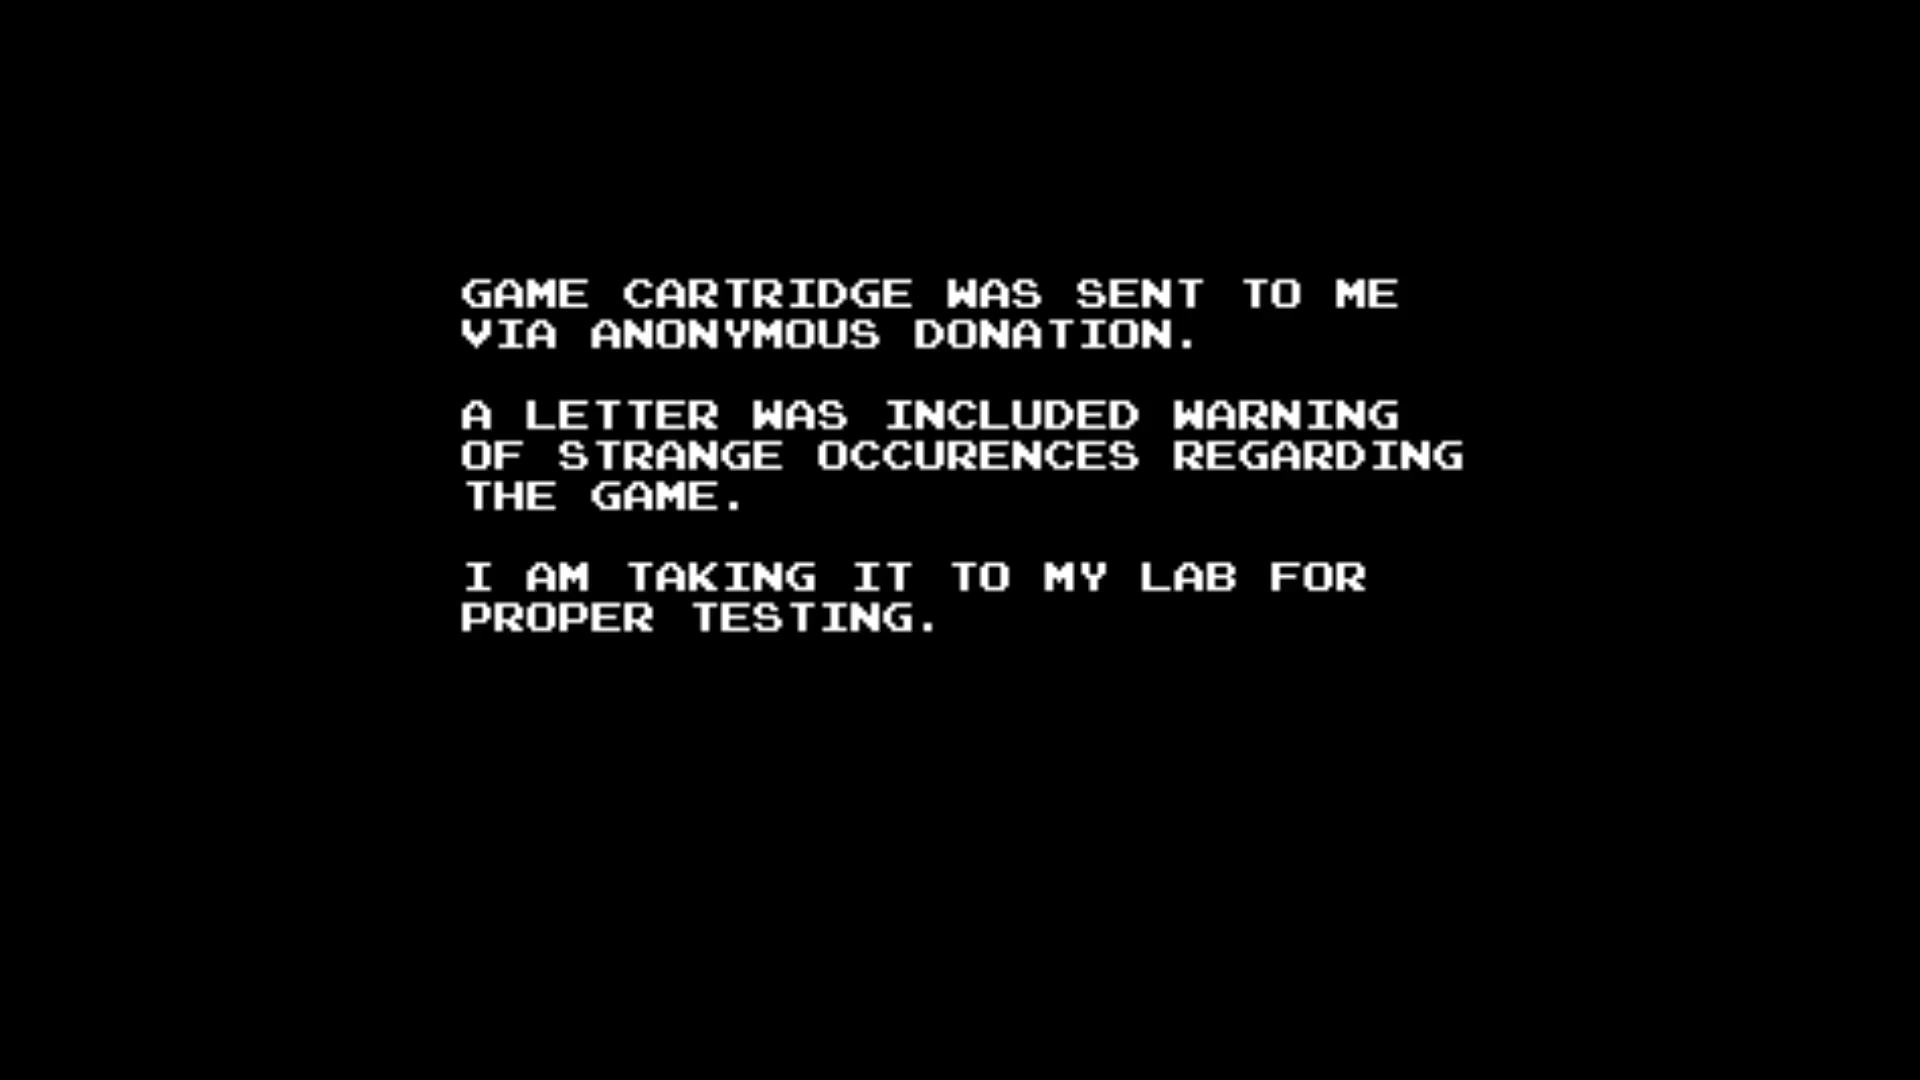 GAME CARTRIDGE WAS SENT TO ME
VIA ANONYMOUS DONATION.
A LETTER WAS INCLUDED WARNING
OF STRANGE OCCURENCES REGARDING
THE GAME.
I AM TAKING IT TO MY LAB FOR
PROPER TESTING.